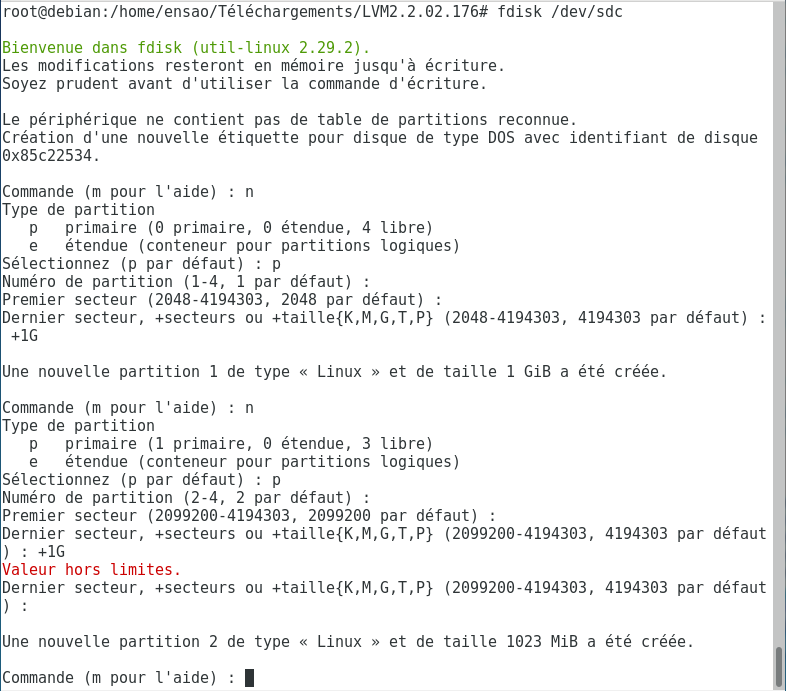 root@debian:/home/ensao/Téléchargements/LVM2.2.02.176# fdisk /dev/sdc
Bienvenue dans fdisk (util-linux 2.29.2).
Les modifications resteront en mémoire jusqu'à écriture.
Soyez prudent avant d'utiliser la commande d'écriture.
Le périphérique ne contient pas de table de partitions reconnue.
Création d'une nouvelle étiquette pour disque de type DOS avec identifiant de disque
0x85c22534.
Commande (m pour l'aide) : n
Type de partition
   p   primaire (0 primaire, 0 étendue, 4 libre)
   e   étendue (conteneur pour partitions logiques)
Sélectionnez (p par défaut) : p
Numéro de partition (1-4, 1 par défaut) :
Premier secteur (2048-4194303, 2048 par défaut) :
Dernier secteur, +secteurs ou +taille{K,M,G,T,P} (2048-4194303, 4194303 par défaut) :
 +1G
Une nouvelle partition 1 de type « Linux » et de taille 1 GiB a été créée.
Commande (m pour l'aide) : n
Type de partition
   p   primaire (1 primaire, 0 étendue, 3 libre)
   e   étendue (conteneur pour partitions logiques)
Sélectionnez (p par défaut) : p
Numéro de partition (2-4, 2 par défaut) :
Premier secteur (2099200-4194303, 2099200 par défaut) :
Dernier secteur, +secteurs ou +taille{K,M,G,T,P} (2099200-4194303, 4194303 par défaut
) : +1G
Valeur hors limites.
Dernier secteur, +secteurs ou +taille{K,M,G,T,P} (2099200-4194303, 4194303 par défaut
) :
Une nouvelle partition 2 de type « Linux » et de taille 1023 MiB a été créée.
Commande (m pour l'aide) :